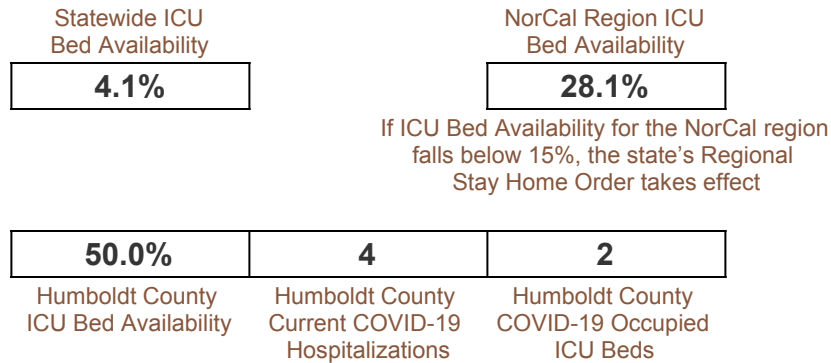 Statewide ICU
Bed Availability
4.1%
NorCal Region ICU
Bed Availability
28.1%
If ICU Bed Availability for the NorCal region
falls below 15%, the state's Regional
Stay Home Order takes effect
50.0%
Humboldt County
ICU Bed Availability
4
Humboldt County
Current COVID-19
Hospitalizations
2
Humboldt County
COVID-19 Occupied
ICU Beds